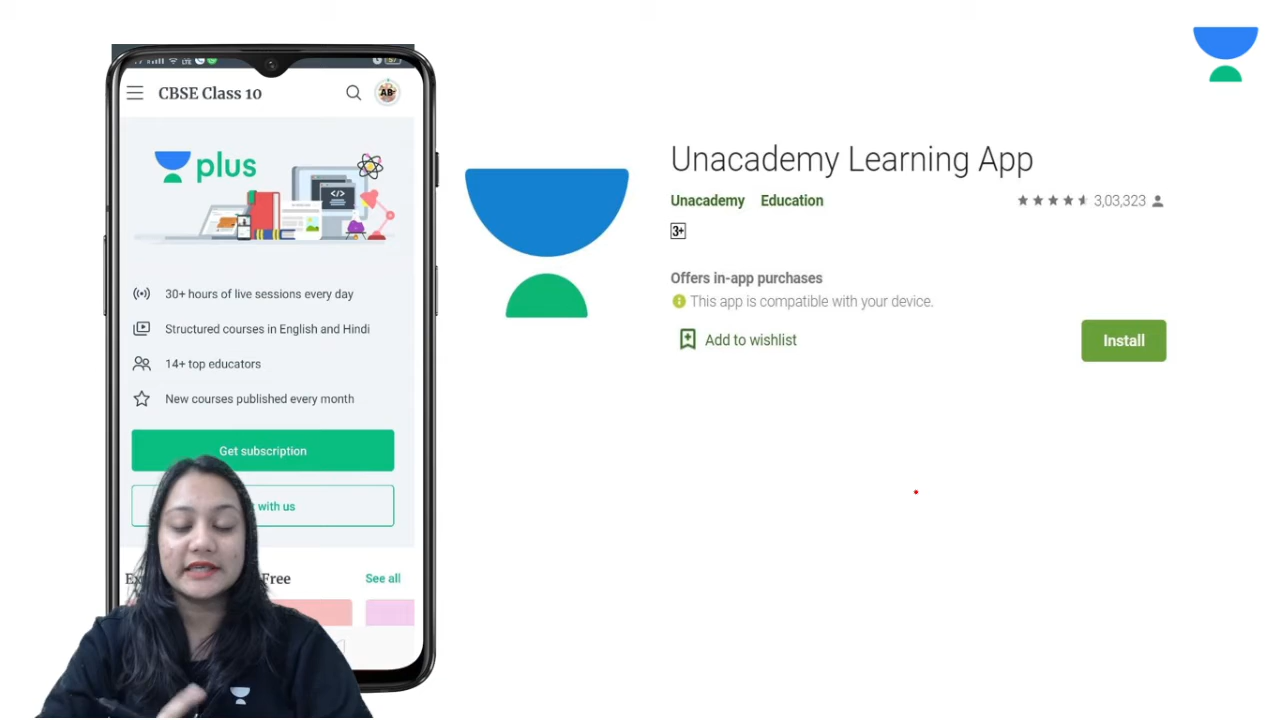 CBSE Class 10
AB
plus
30+ hours of live sessions every day
Structured courses in English and Hindi
14+ top educators
New courses published every month
Get subscription
with us
Free
See all
Unacademy Learning App
Unacademy Education
3,03,323
3+
Offers in-app purchases
This app is compatible with your device.
Add to wishlist
Install